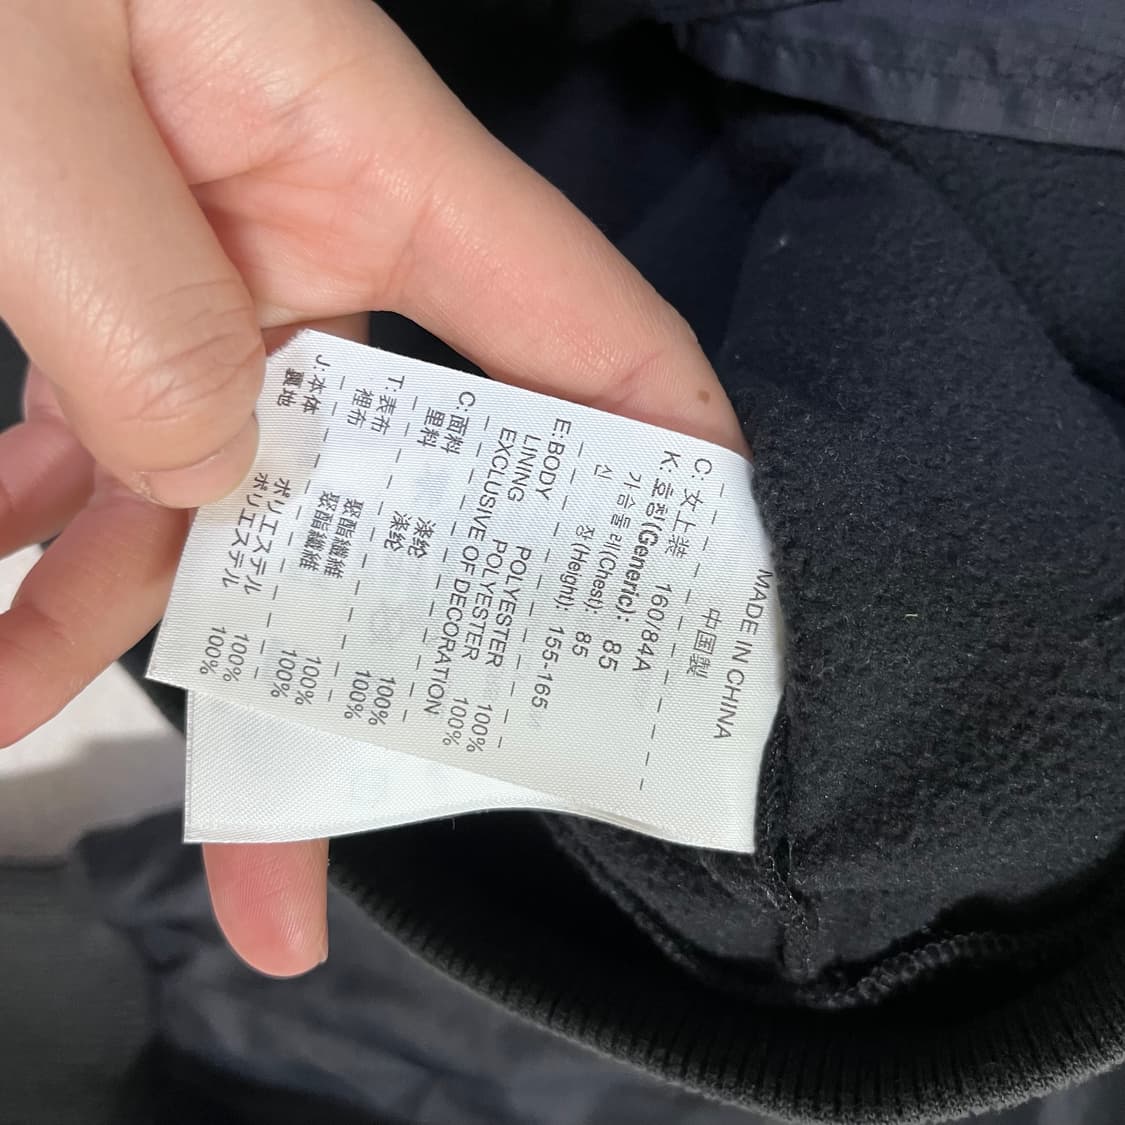 MADE IN CHINA
中国製
C: 女上装 160/84A
K: 호칭(Generic): 85
가슴둘레(Chest): 85
신 장(Height): 155-165
E:BODY POLYESTER 100%
LINING POLYESTER 100%
EXCLUSIVE OF DECORATION
C:面料 涤纶 100%
里料 涤纶 100%
T:表布 聚酯纖維 100%
裡布 聚酯纖維 100%
J:本体 ポリエステル 100%
裏地 ポリエステル 100%